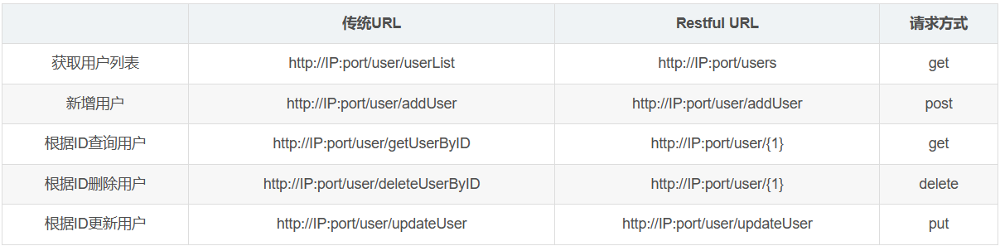 传统URL Restful URL 请求方式
获取用户列表 http://IP:port/user/userList http://IP:port/users get
新增用户 http://IP:port/user/addUser http://IP:port/user/addUser post
根据ID查询用户 http://IP:port/user/getUserByID http://IP:port/user/{1} get
根据ID删除用户 http://IP:port/user/deleteUserByID http://IP:port/user/{1} delete
根据ID更新用户 http://IP:port/user/updateUser http://IP:port/user/updateUser put